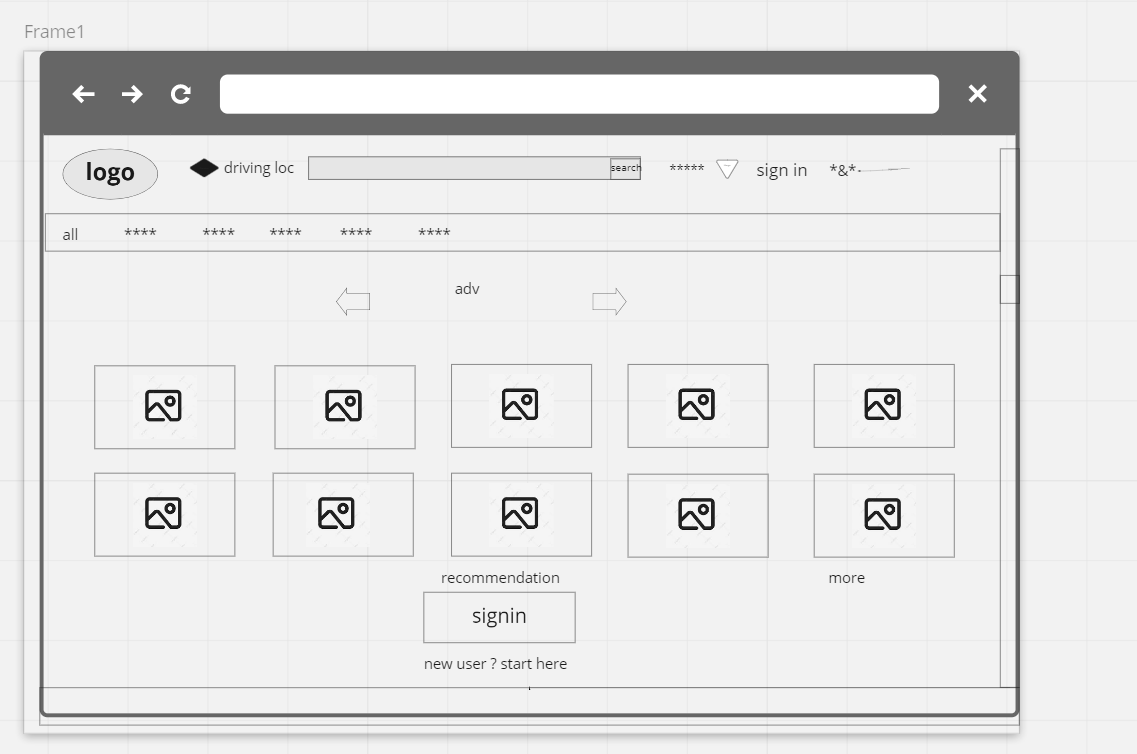 Frame1
logo
driving loc
search
*****
sign in
*&*
all **** **** **** **** ****
adv
recommendation
more
signin
new user ? start here